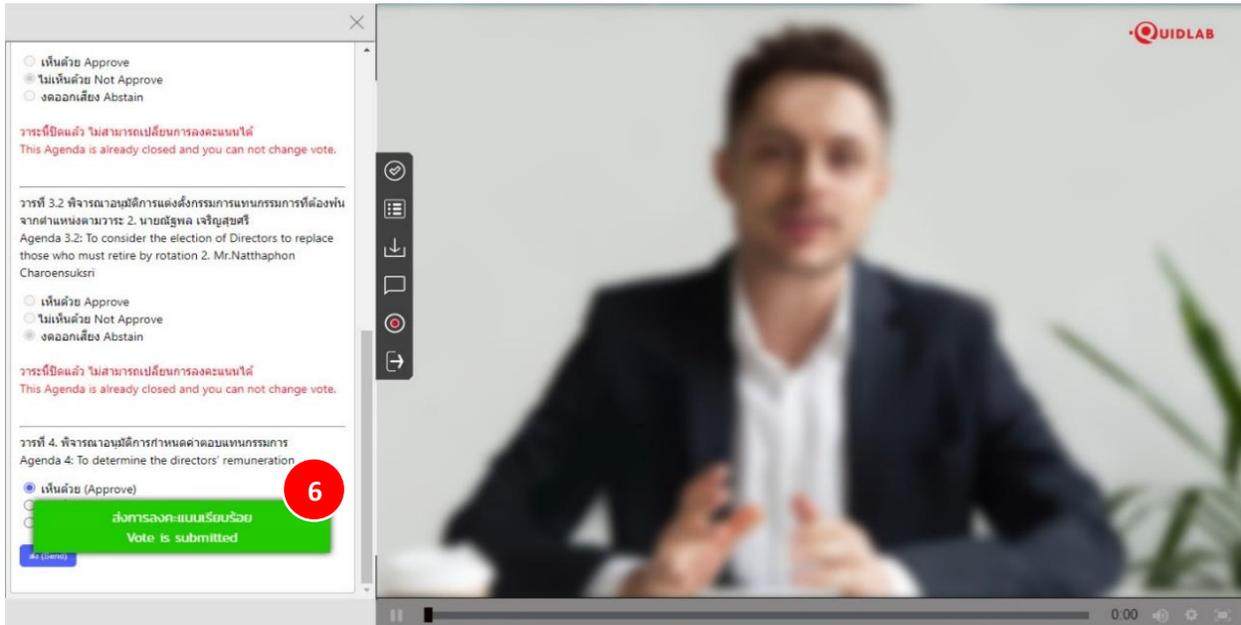 QUIDLAB
เห็นด้วย Approve
ไม่เห็นด้วย Not Approve
งดออกเสียง Abstain
วาระนี้ปิดแล้ว ไม่สามารถเปลี่ยนการลงคะแนนได้
This Agenda is already closed and you can not change vote.
วารที่ 3.2 พิจารณาอนุมัติการแต่งตั้งกรรมการแทนกรรมการที่ต้องพ้น
จากตำแหน่งตามวาระ 2. นายณัฐพล เจริญสุขศรี
Agenda 3.2: To consider the election of Directors to replace
those who must retire by rotation 2. Mr.Natthaphon
Charoensuksri
เห็นด้วย Approve
ไม่เห็นด้วย Not Approve
งดออกเสียง Abstain
วาระนี้ปิดแล้ว ไม่สามารถเปลี่ยนการลงคะแนนได้
This Agenda is already closed and you can not change vote.
วารที่ 4. พิจารณาอนุมัติการกำหนดค่าตอบแทนกรรมการ
Agenda 4: To determine the directors' remuneration
เห็นด้วย (Approve)
6
ส่งการลงคะแนนเรียบร้อย
Vote is submitted
ส่ง (Send)
0:00